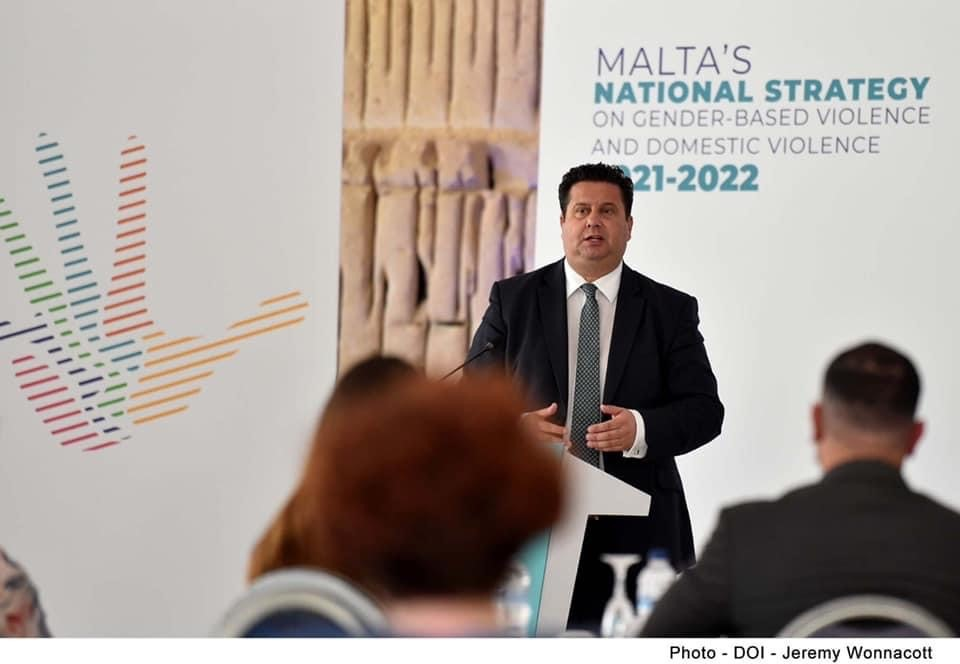 MALTA'S
NATIONAL STRATEGY
ON GENDER-BASED VIOLENCE
AND DOMESTIC VIOLENCE
21-2022
Photo - DOI - Jeremy Wonnacott